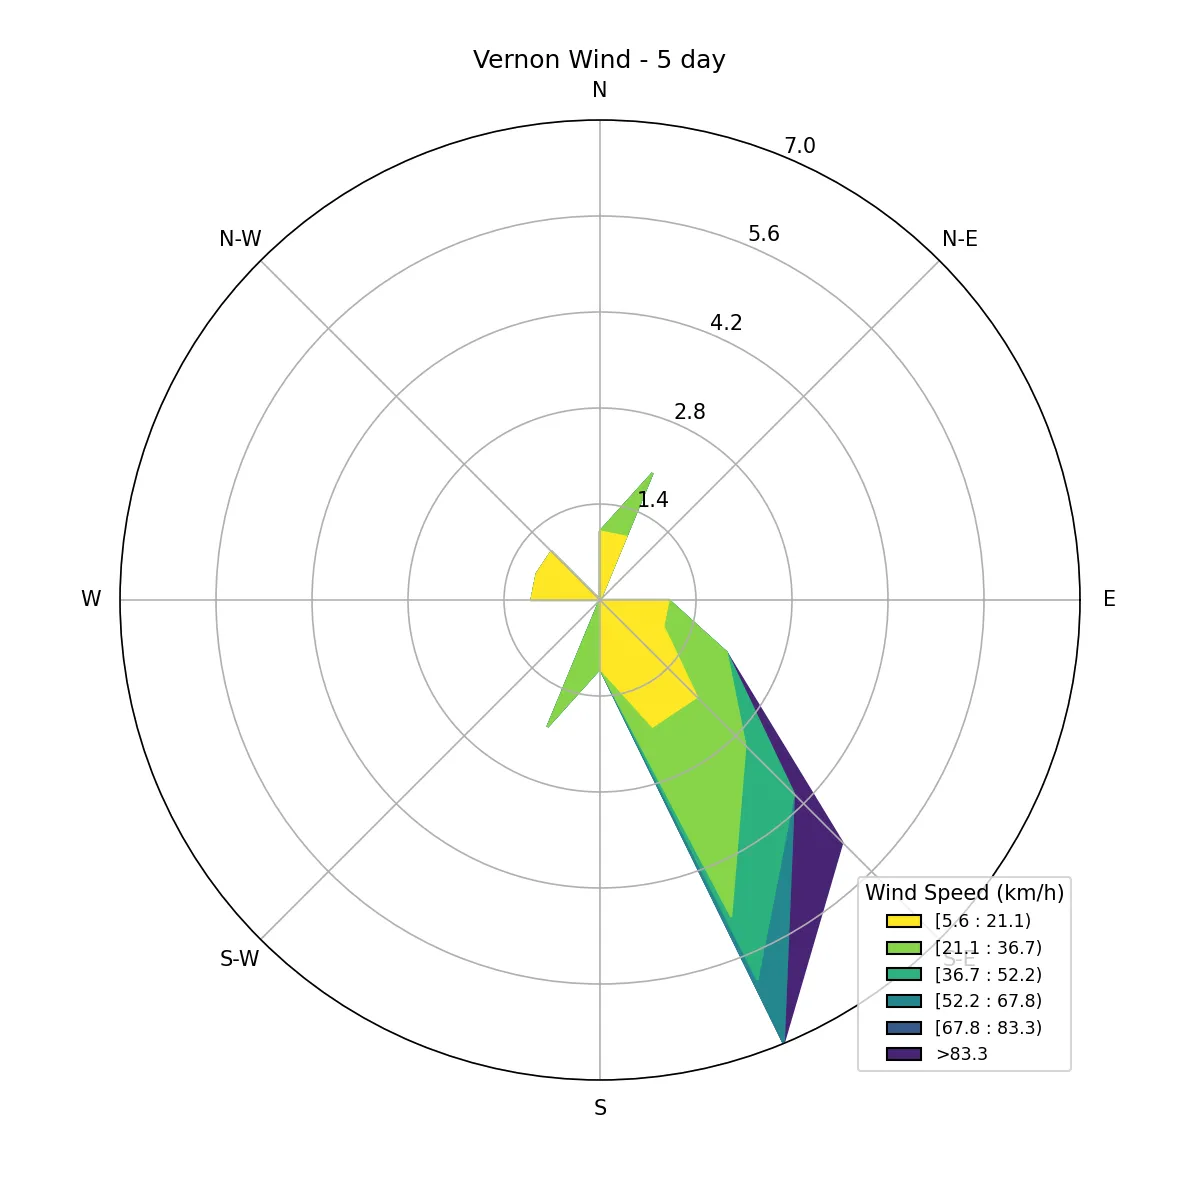 Vernon Wind - 5 day
N
7.0
5.6
N-W
N-E
4.2
2.8
1.4
W
E
Wind Speed (km/h)
[5.6 : 21.1)
[21.1 : 36.7)
S-W
S-E
[36.7 : 52.2)
[52.2 : 67.8)
[67.8 : 83.3)
>83.3
S